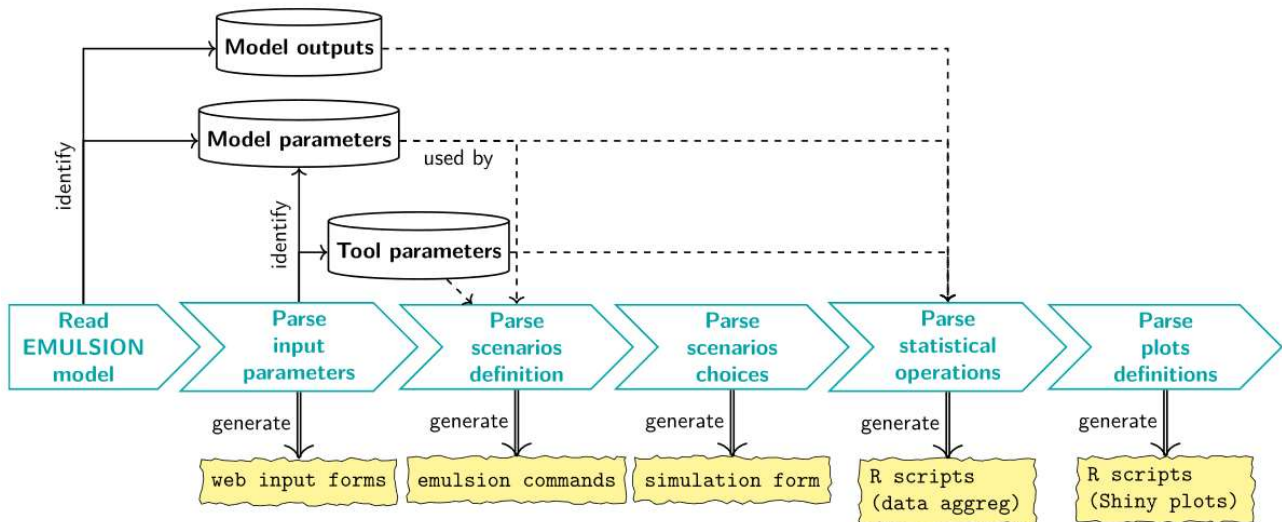 Model outputs
Model parameters
used by
identify
identify
Tool parameters
Read
EMULSION
model
Parse
input
parameters
Parse
scenarios
definition
Parse
scenarios
choices
Parse
statistical
operations
Parse
plots
definitions
generate
generate
generate
generate
generate
web input forms
emulsion commands
simulation form
R scripts
(data aggreg)
R scripts
(Shiny plots)